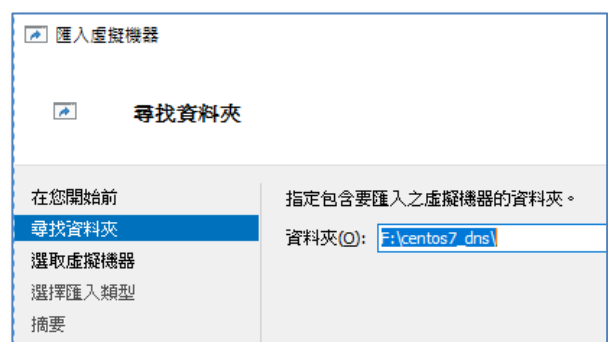 匯入虛擬機器
尋找資料夾
在您開始前
尋找資料夾
選取虛擬機器
選擇匯入類型
摘要
指定包含要匯入之虛擬機器的資料夾。
資料夾(O): F:\centos7_dns\